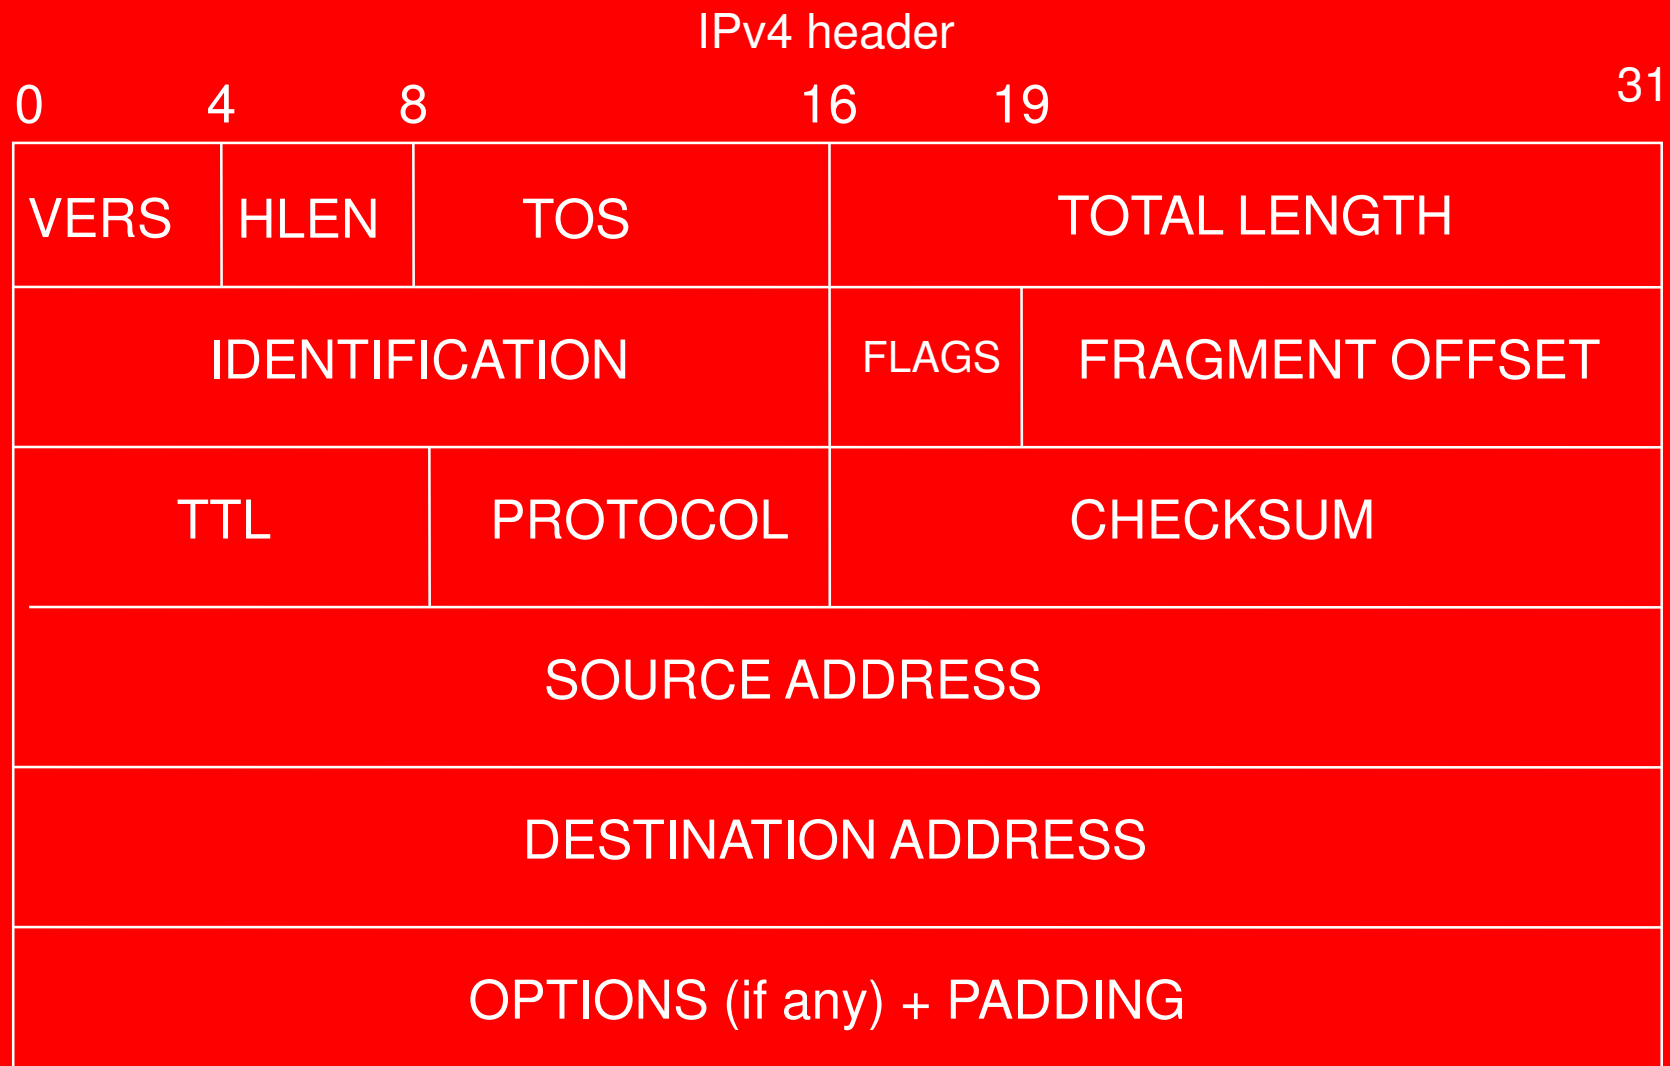 IPv4 header
0 4 8 16 19 31
VERS HLEN TOS TOTAL LENGTH
IDENTIFICATION FLAGS FRAGMENT OFFSET
TTL PROTOCOL CHECKSUM
SOURCE ADDRESS
DESTINATION ADDRESS
OPTIONS (if any) + PADDING